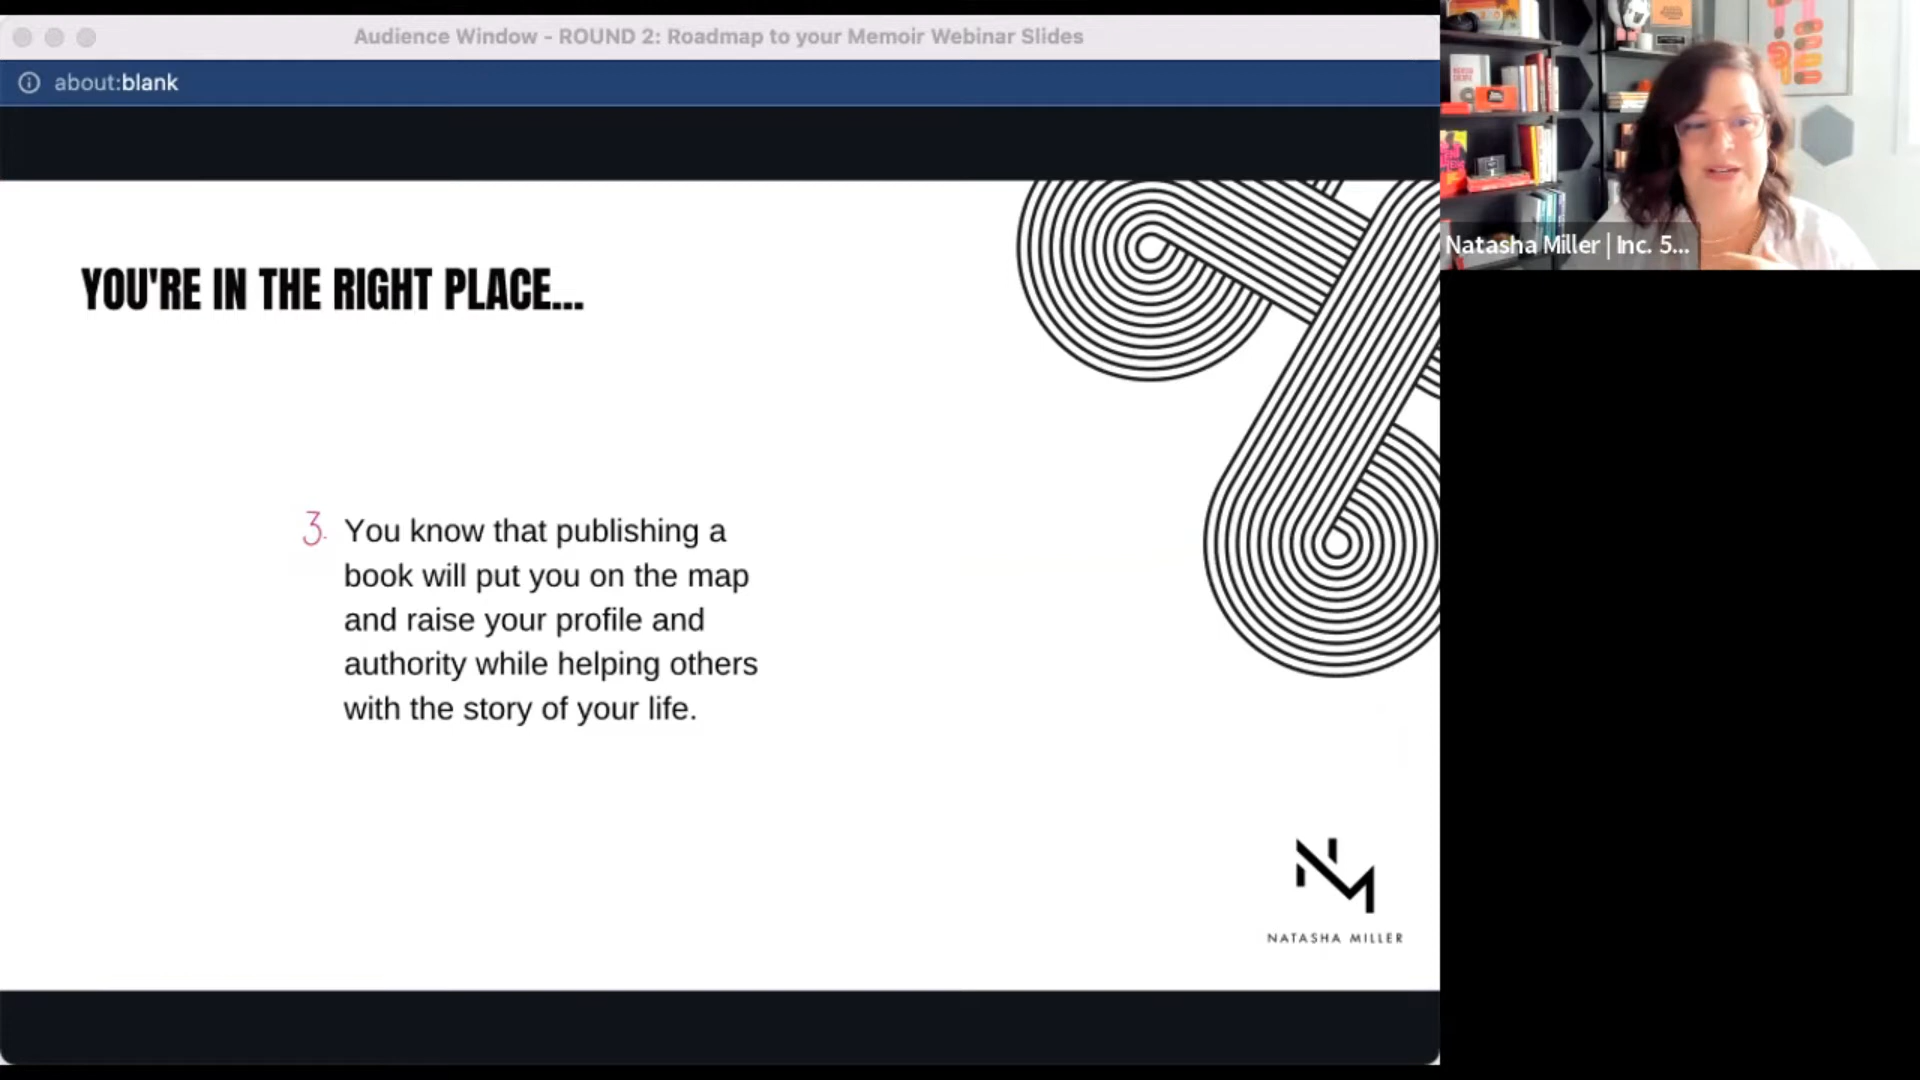 Audience Window - ROUND 2: Roadmap to your Memoir Webinar Slides
about:blank
YOU'RE IN THE RIGHT PLACE...
3. You know that publishing a
book will put you on the map
and raise your profile and
authority while helping others
with the story of your life.
NATASHA MILLER
Natasha Miller | Inc. 5...